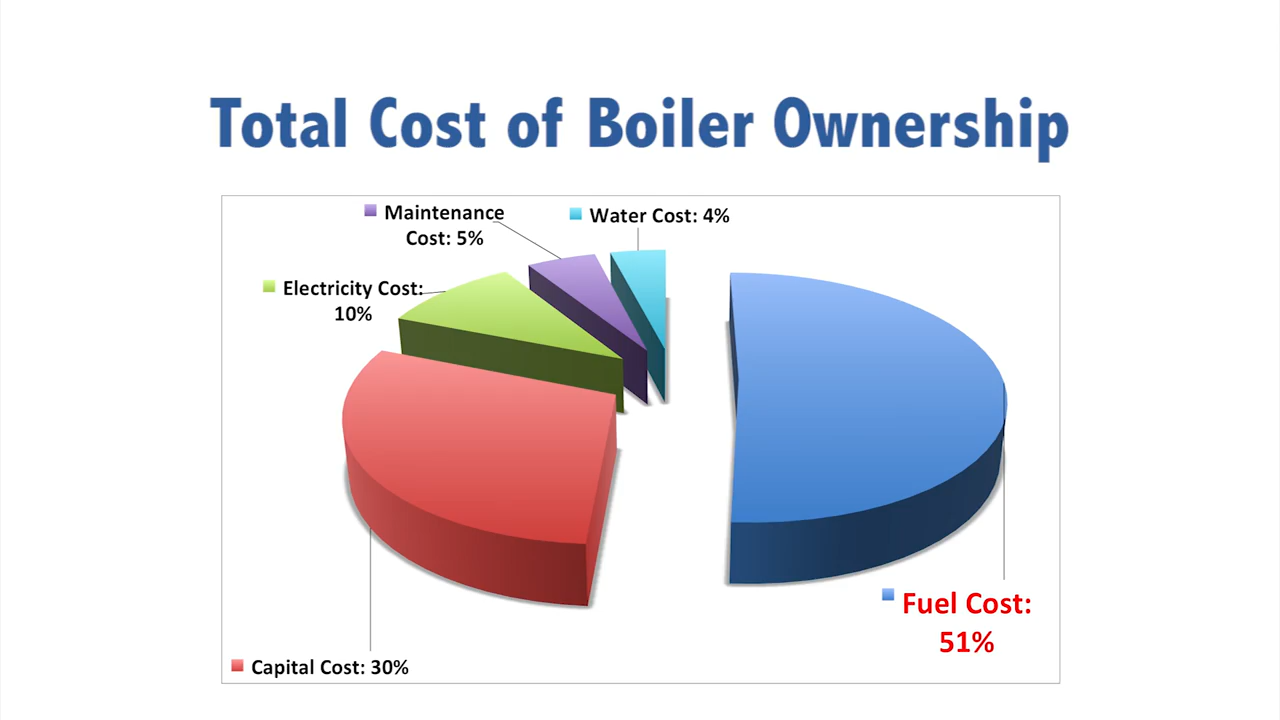 Total Cost of Boiler Ownership
Maintenance
Cost: 5%
Water Cost: 4%
Electricity Cost:
10%
Fuel Cost:
51%
Capital Cost: 30%